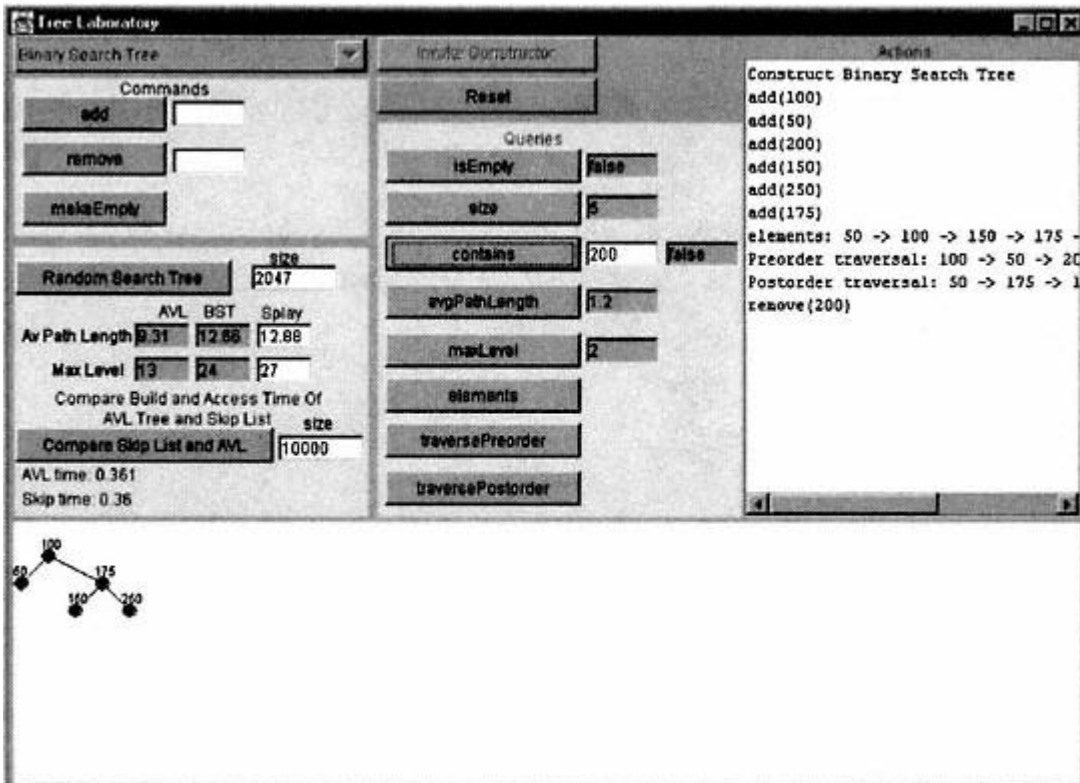 Tree Laboratory
Binary Search Tree
Commands
add
remove
makeEmpty
size
Random Search Tree 2047
AVL BST Splay
Av Path Length 9.31 12.66 12.88
Max Level 13 24 27
Compare Build and Access Time Of
AVL Tree and Skip List
size
Compare Skip List and AVL 10000
AVL time: 0.361
Skip time: 0.36
Constructor
Reset
Queries
isEmpty false
size 5
contains 200 false
avgPathLength 1.2
maxLevel 2
elements
traversePreorder
traversePostorder
Actions
Construct Binary Search Tree
add(100)
add(50)
add(200)
add(150)
add(250)
add(175)
elements: 50 -> 100 -> 150 -> 175 -
Preorder traversal: 100 -> 50 -> 20
Postorder traversal: 50 -> 175 -> 1
remove(200)
100
50 175
150 250